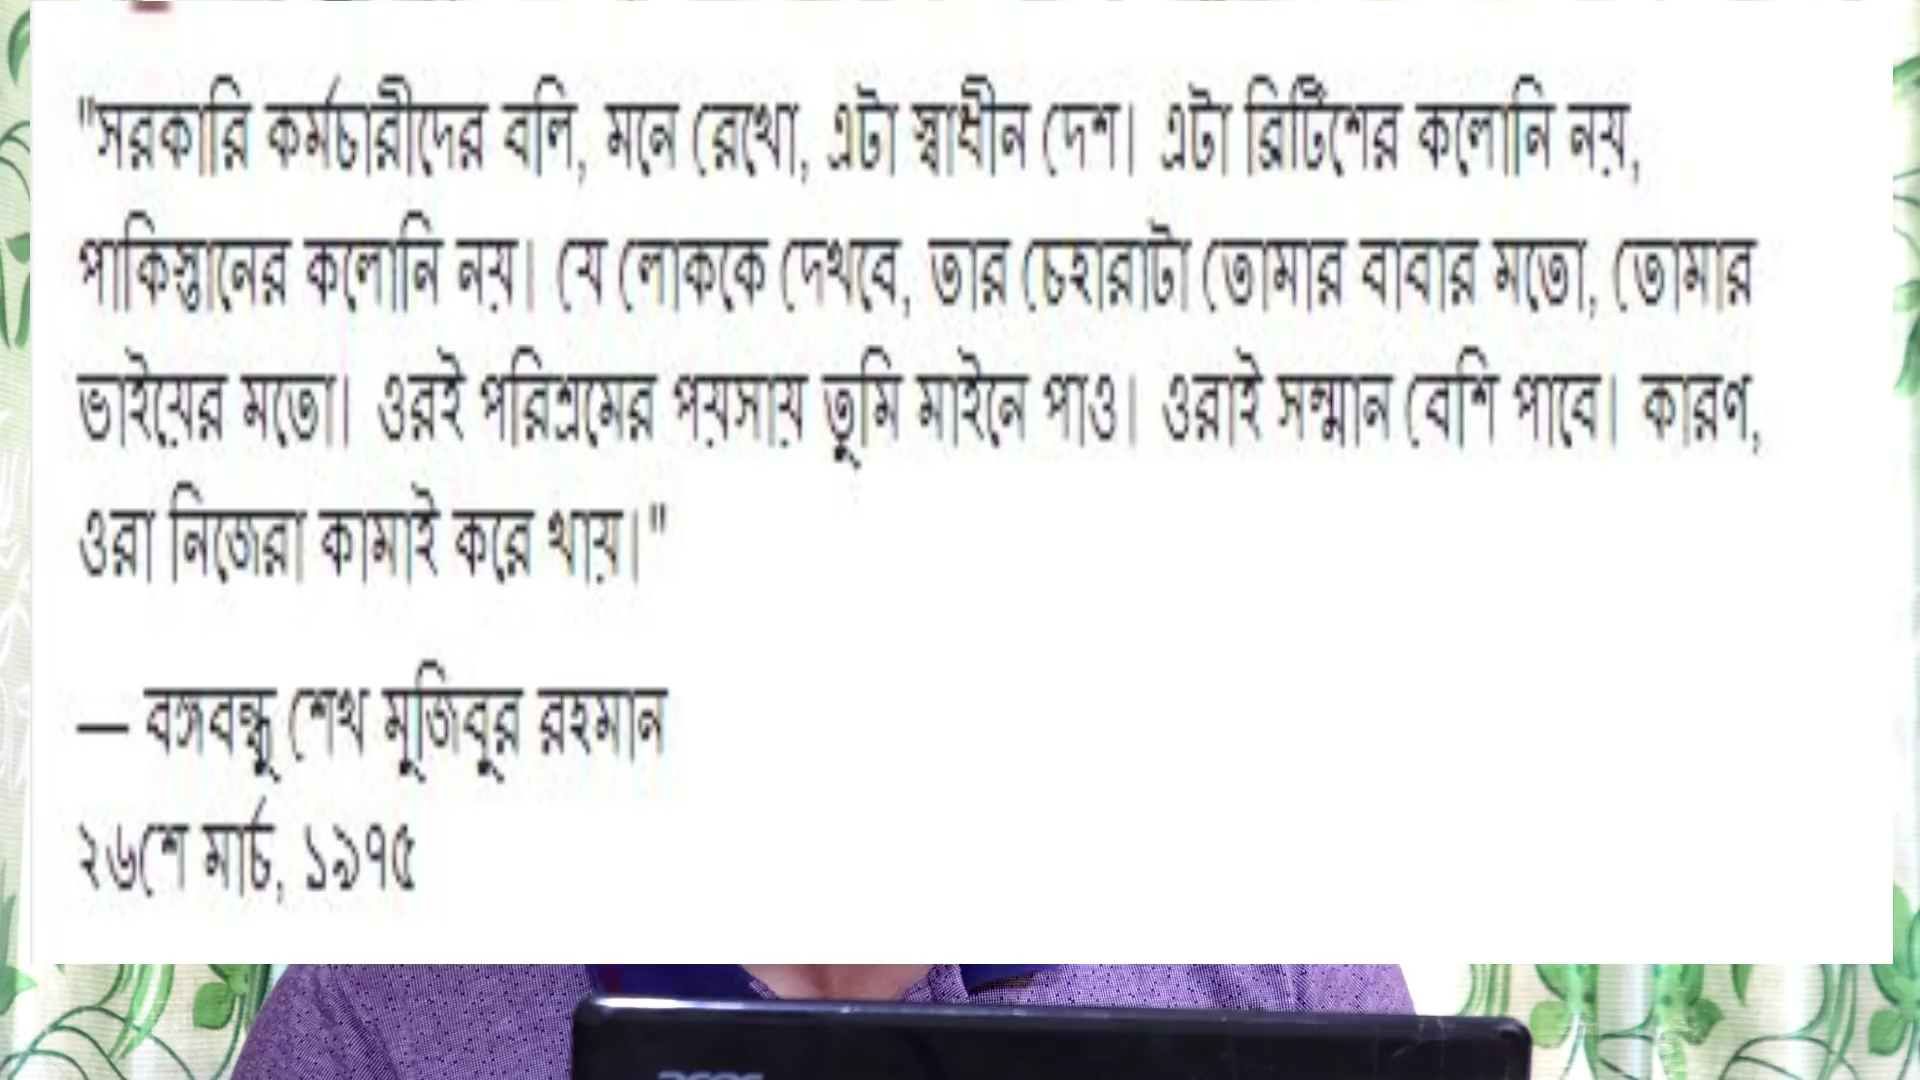 "সরকারি কর্মচারীদের বলি, মনে রেখো, এটা স্বাধীন দেশ। এটা ব্রিটিশের কলোনি নয়,
পাকিস্তানের কলোনি নয়। যে লোককে দেখবে, তার চেহারাটা তোমার বাবার মতো, তোমার
ভাইয়ের মতো। ওরই পরিশ্রমের পয়সায় তুমি মাইনে পাও। ওরাই সম্মান বেশি পাবে। কারণ,
ওরা নিজেরা কামাই করে খায়।"
— বঙ্গবন্ধু শেখ মুজিবুর রহমান
২৬শে মার্চ, ১৯৭৫